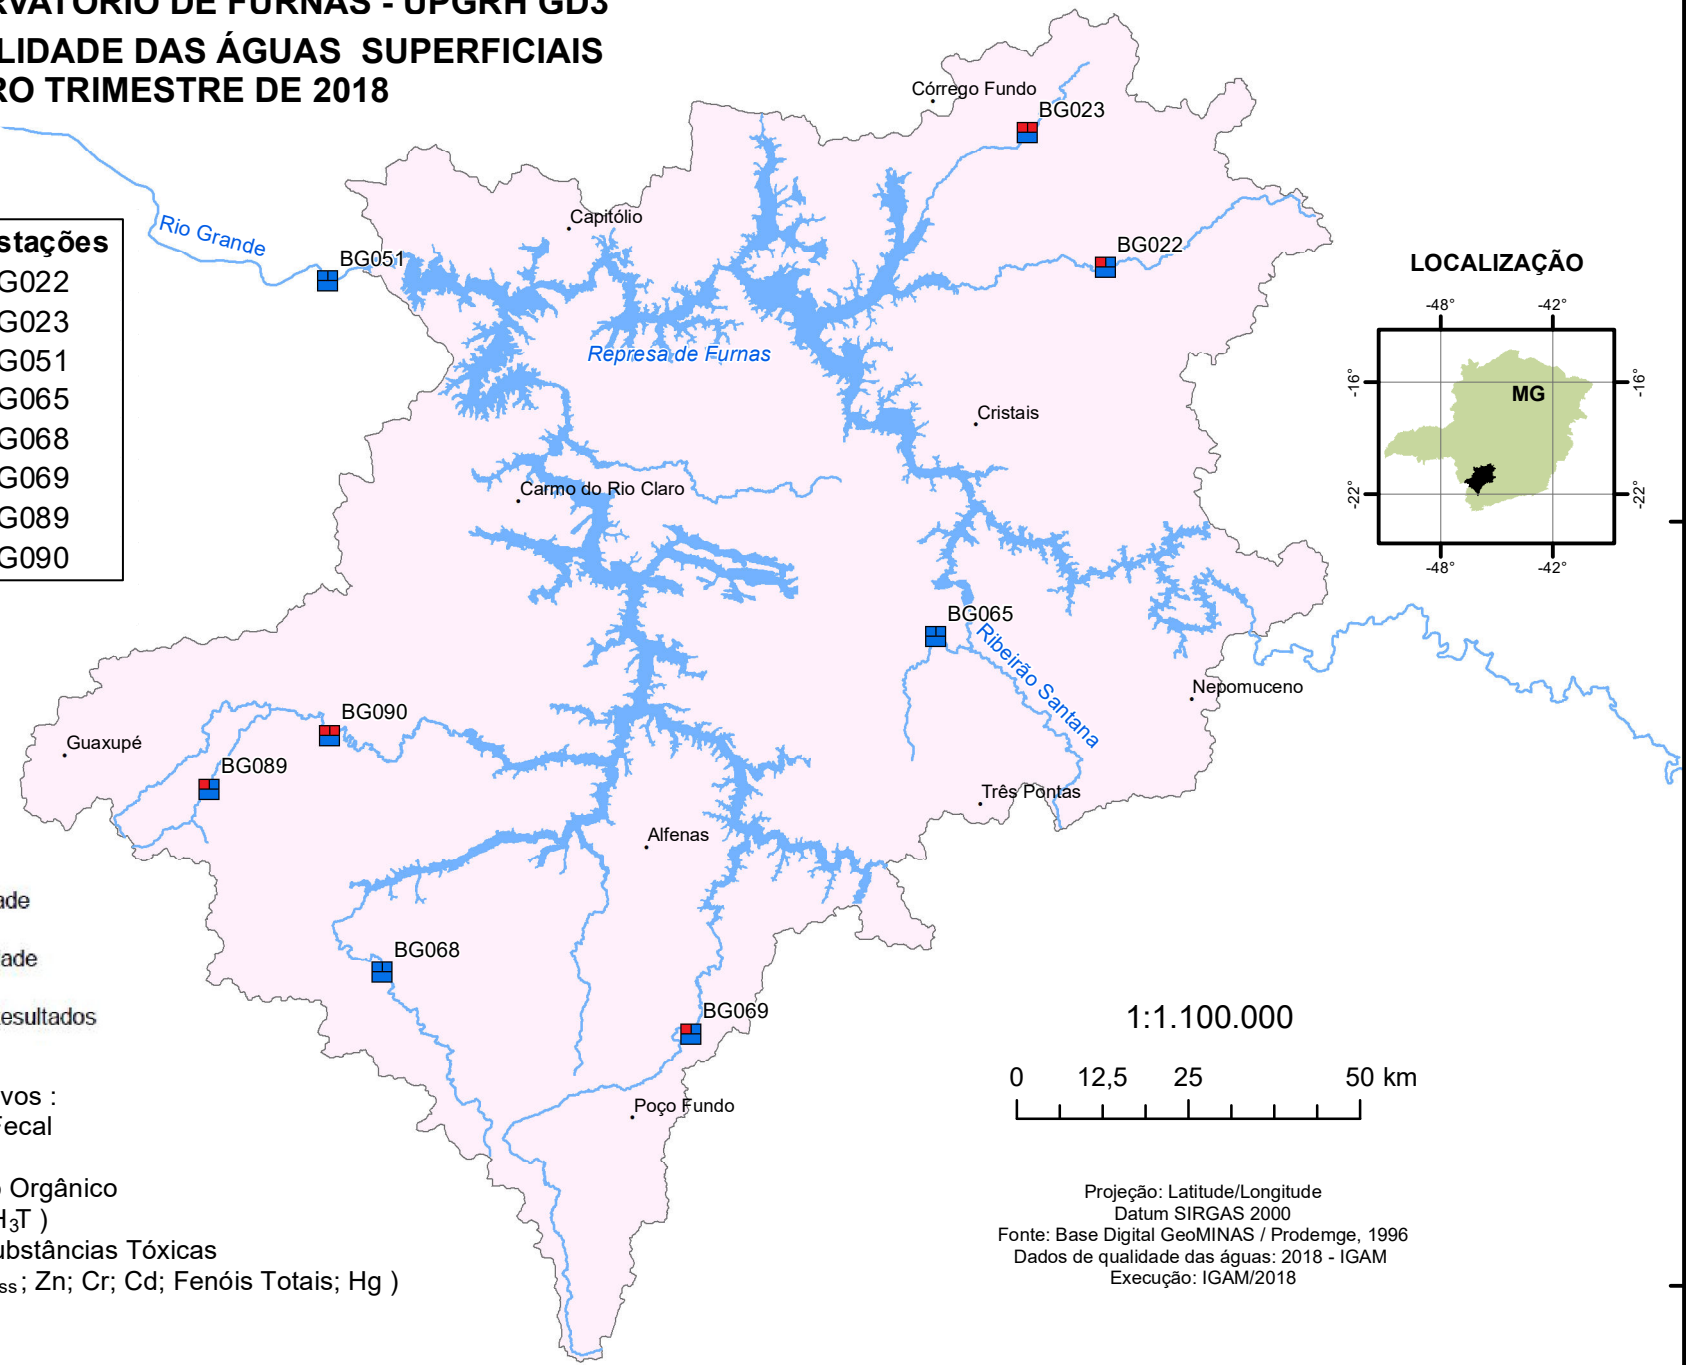 RVATÓRIO DE FURNAS - UPGRH GD3
LIDADE DAS ÁGUAS SUPERFICIAIS
RO TRIMESTRE DE 2018
Córrego Fundo
BG023
Capitólio
Rio Grande
BG051
BG022
stações
G022
G023
G051
G065
G068
G069
G089
G090
Represa de Furnas
Cristais
Carmo do Rio Claro
LOCALIZAÇÃO
-48° -42°
-16° -16°
MG
-22° -22°
-48° -42°
BG065
Ribeirão Santana
Nepomuceno
BG090
Guaxupé
BG089
Três Pontas
Alfenas
BG068
BG069
Poço Fundo
ade
ade
esultados
vos :
Fecal
o Orgânico
H₃T )
ubstâncias Tóxicas
ss ; Zn; Cr; Cd; Fenóis Totais; Hg )
1:1.100.000
0 12,5 25 50 km
Projeção: Latitude/Longitude
Datum SIRGAS 2000
Fonte: Base Digital GeoMINAS / Prodemge, 1996
Dados de qualidade das águas: 2018 - IGAM
Execução: IGAM/2018